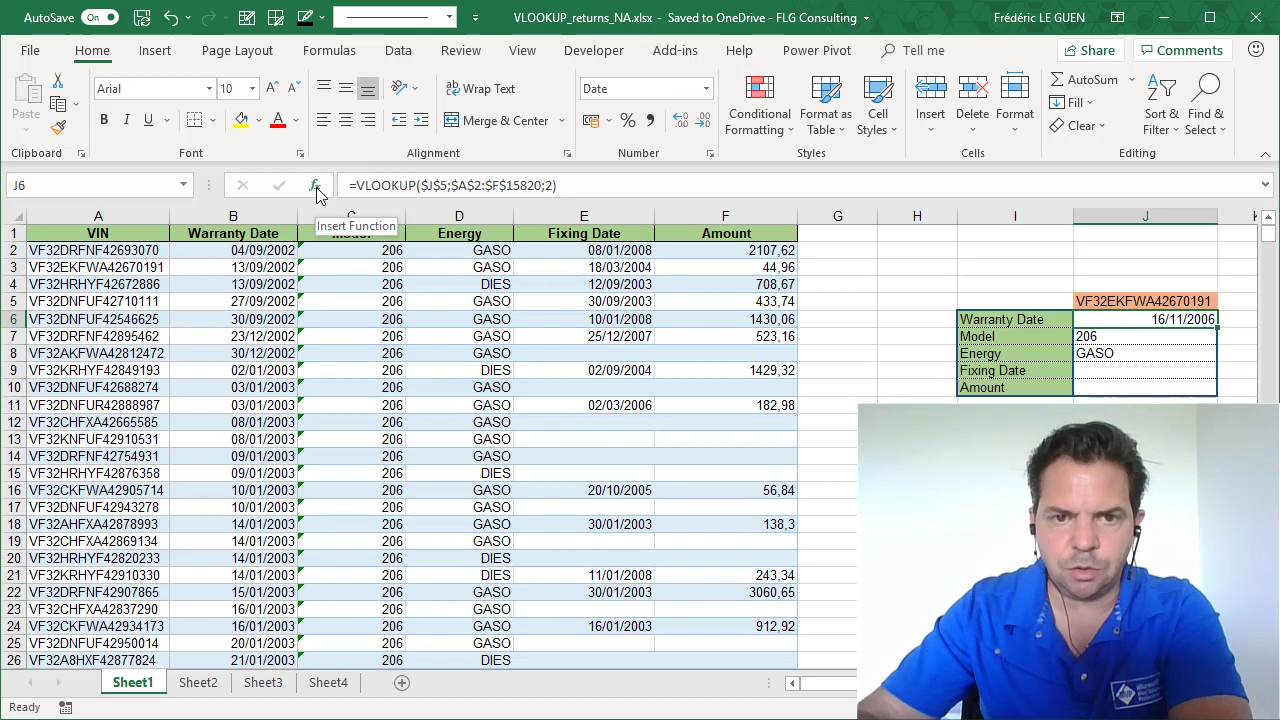 AutoSave On VLOOKUP_returns_NA.xlsx - Saved to OneDrive - FLG Consulting Frédéric LE GUEN
File Home Insert Page Layout Formulas Data Review View Developer Add-ins Help Power Pivot Tell me Share Comments
Paste Arial 10 Wrap Text Date Conditional Formatting Format as Table Cell Styles Insert Delete Format AutoSum Sort & Filter Find & Select
B I U A Merge & Center % Fill
Clear
Clipboard Font Alignment Number Styles Cells Editing
J6 fx =VLOOKUP($J$5;$A$2:$F$15820;2)
Insert Function
A B C D E F G H I J K
1 VIN Warranty Date Energy Fixing Date Amount
2 VF32DRFNF42693070 04/09/2002 206 GASO 08/01/2008 2107,62
3 VF32EKFWA42670191 13/09/2002 206 GASO 18/03/2004 44,96
4 VF32HRHYF42672886 13/09/2002 206 DIES 12/09/2003 708,67
5 VF32DNFUF42710111 27/09/2002 206 GASO 30/09/2003 433,74 VF32EKFWA42670191
6 VF32DNFUF42546625 30/09/2002 206 GASO 10/01/2008 1430,06 Warranty Date 16/11/2006
7 VF32DRFNF42895462 23/12/2002 206 GASO 25/12/2007 523,16 Model 206
8 VF32AKFWA42812472 30/12/2002 206 GASO Energy GASO
9 VF32KRHYF42849193 02/01/2003 206 DIES 02/09/2004 1429,32 Fixing Date
10 VF32DNFUF42688274 03/01/2003 206 GASO Amount
11 VF32DNFUR42888987 03/01/2003 206 GASO 02/03/2006 182,98
12 VF32CHFXA42665585 08/01/2003 206 GASO
13 VF32KNFUF42910531 08/01/2003 206 GASO
14 VF32DRFNF42754931 09/01/2003 206 GASO
15 VF32HRHYF42876358 09/01/2003 206 DIES
16 VF32CKFWA42905714 10/01/2003 206 GASO 20/10/2005 56,84
17 VF32DNFUF42943278 10/01/2003 206 GASO
18 VF32AHFXA42878993 14/01/2003 206 GASO 30/01/2003 138,3
19 VF32CHFXA42869134 14/01/2003 206 GASO
20 VF32HRHYF42820233 14/01/2003 206 DIES
21 VF32KRHYF42910330 14/01/2003 206 DIES 11/01/2008 243,34
22 VF32DRFNF42907865 15/01/2003 206 GASO 30/01/2003 3060,65
23 VF32CHFXA42837290 16/01/2003 206 GASO
24 VF32CKFWA42934173 16/01/2003 206 GASO 16/01/2003 912,92
25 VF32DNFUF42950014 20/01/2003 206 GASO
26 VF32A8HXF42877824 21/01/2003 206 DIES
Sheet1 Sheet2 Sheet3 Sheet4
Ready